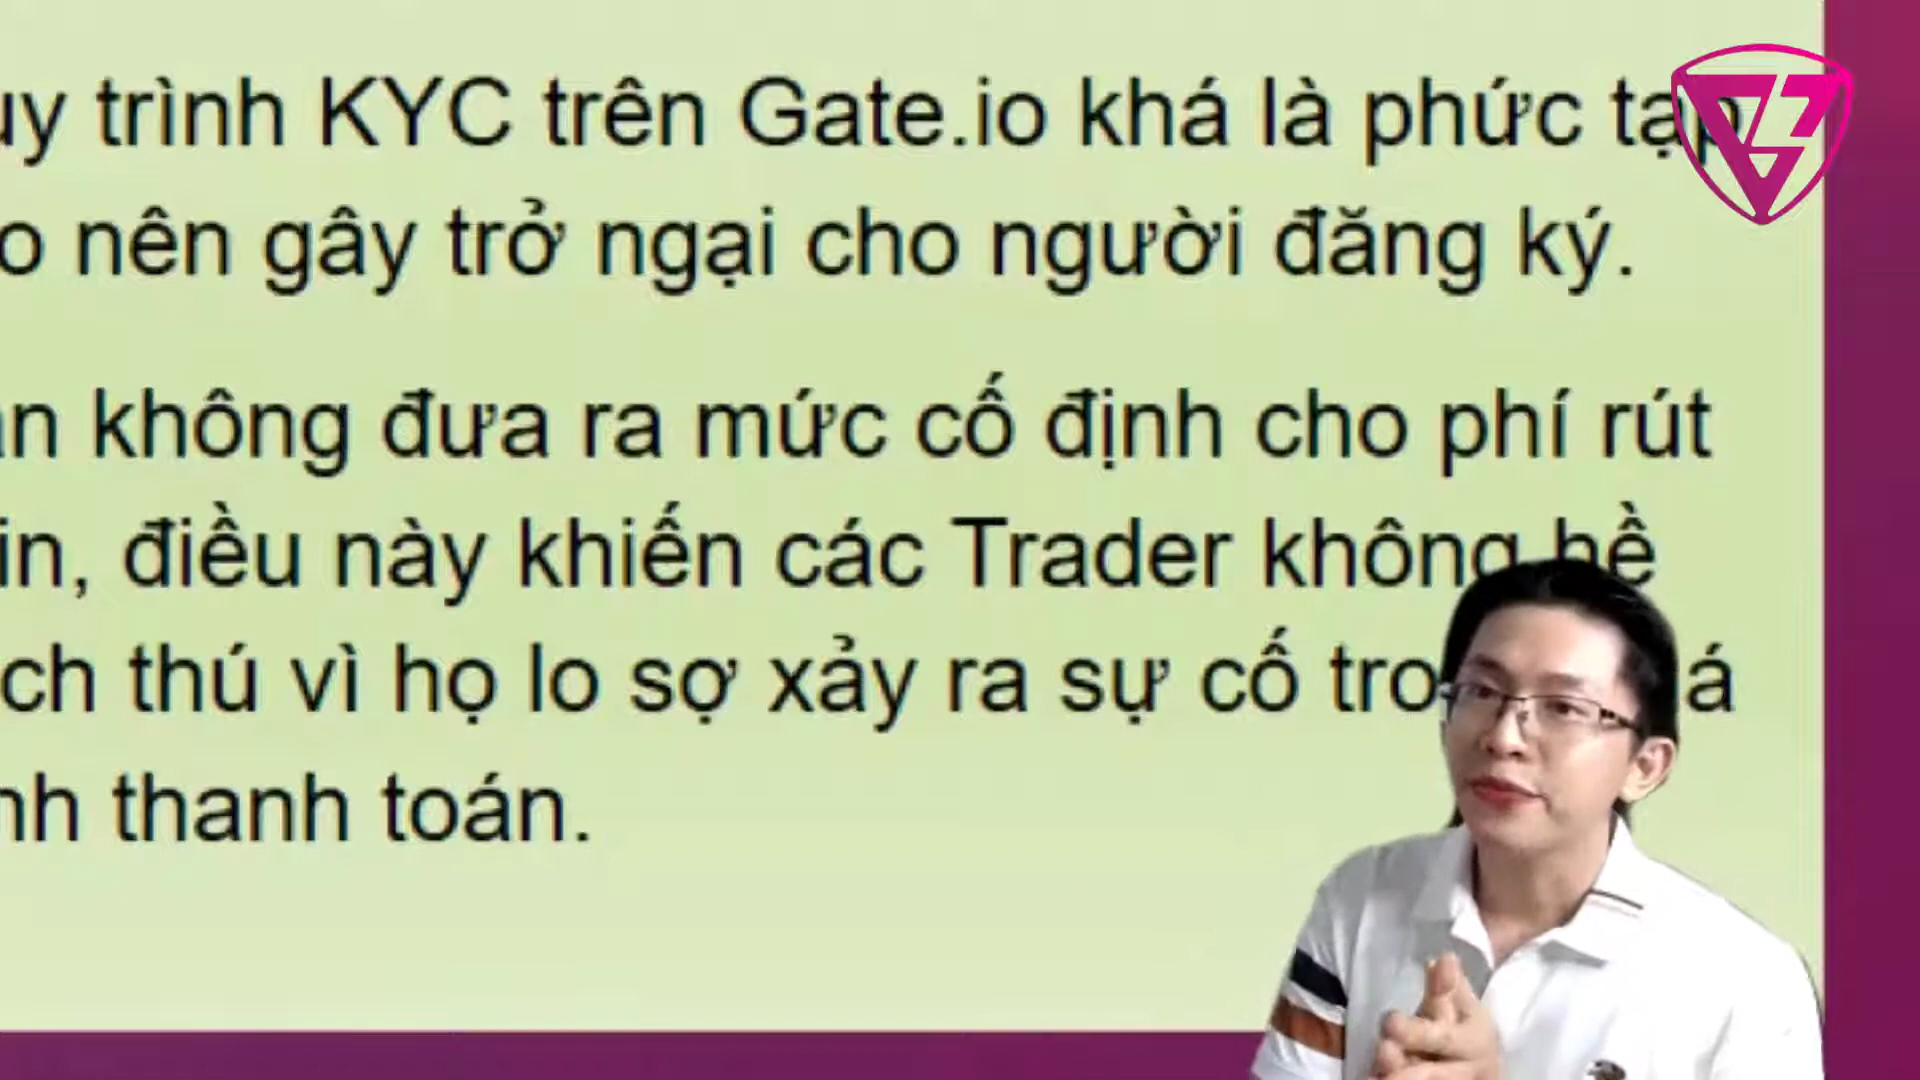 uy trình KYC trên Gate.io khá là phức tạp
o nên gây trở ngại cho người đăng ký.
àn không đưa ra mức cố định cho phí rút
in, điều này khiến các Trader không hề
ch thú vì họ lo sợ xảy ra sự cố
nh thanh toán.